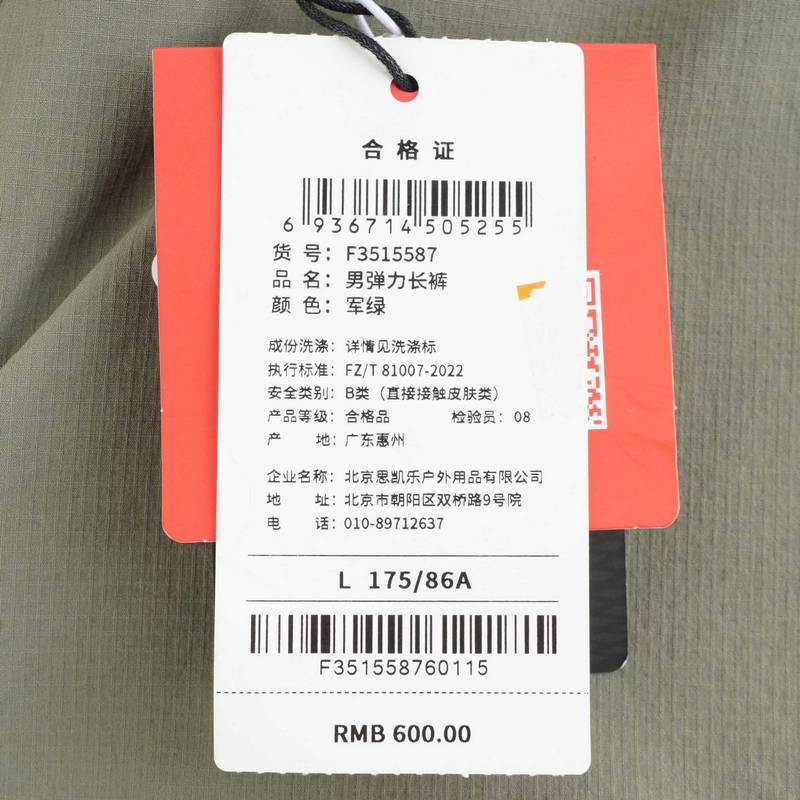 合格证
6 936714 505255
货 号：F3515587
品 名：男弹力长裤
颜 色：军绿
成份洗涤：详情见洗涤标
执行标准：FZ/T 81007-2022
安全类别：B类（直接接触皮肤类）
产品等级：合格品 检验员：08
产 地：广东惠州
企业名称：北京思凯乐户外用品有限公司
地 址：北京市朝阳区双桥路9号院
电 话：010-89712637
L 175/86A
F351558760115
RMB 600.00